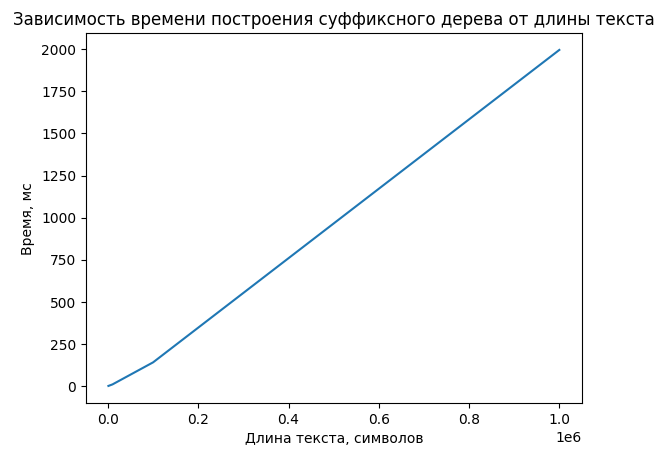 Зависимость времени построения суффиксного дерева от длины текста
2000
1750
1500
1250
1000
750
500
250
0
Время, мс
0.0 0.2 0.4 0.6 0.8 1.0
1e6
Длина текста, символов